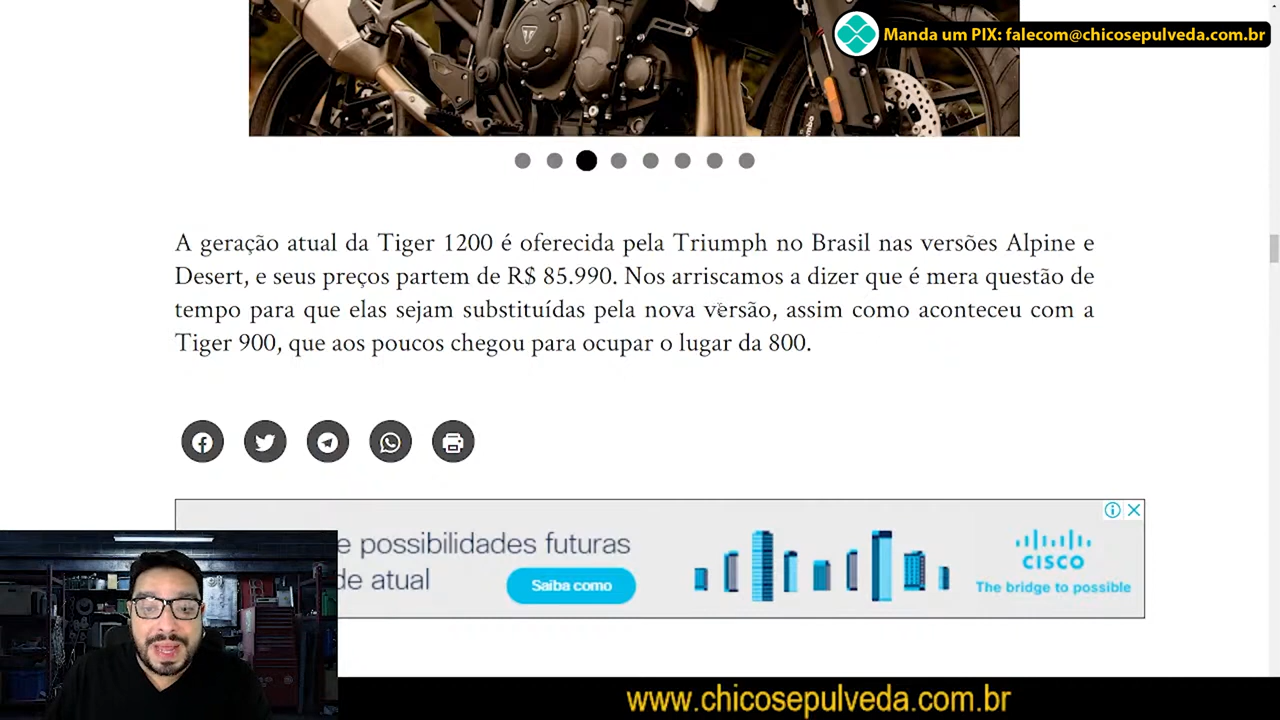 Manda um PIX: falecom@chicosepulveda.com.br
A geração atual da Tiger 1200 é oferecida pela Triumph no Brasil nas versões Alpine e
Desert, e seus preços partem de R$ 85.990. Nos arriscamos a dizer que é mera questão de
tempo para que elas sejam substituídas pela nova versão, assim como aconteceu com a
Tiger 900, que aos poucos chegou para ocupar o lugar da 800.
e possibilidades futuras
de atual
Saiba como
CISCO
The bridge to possible
www.chicosepulveda.com.br